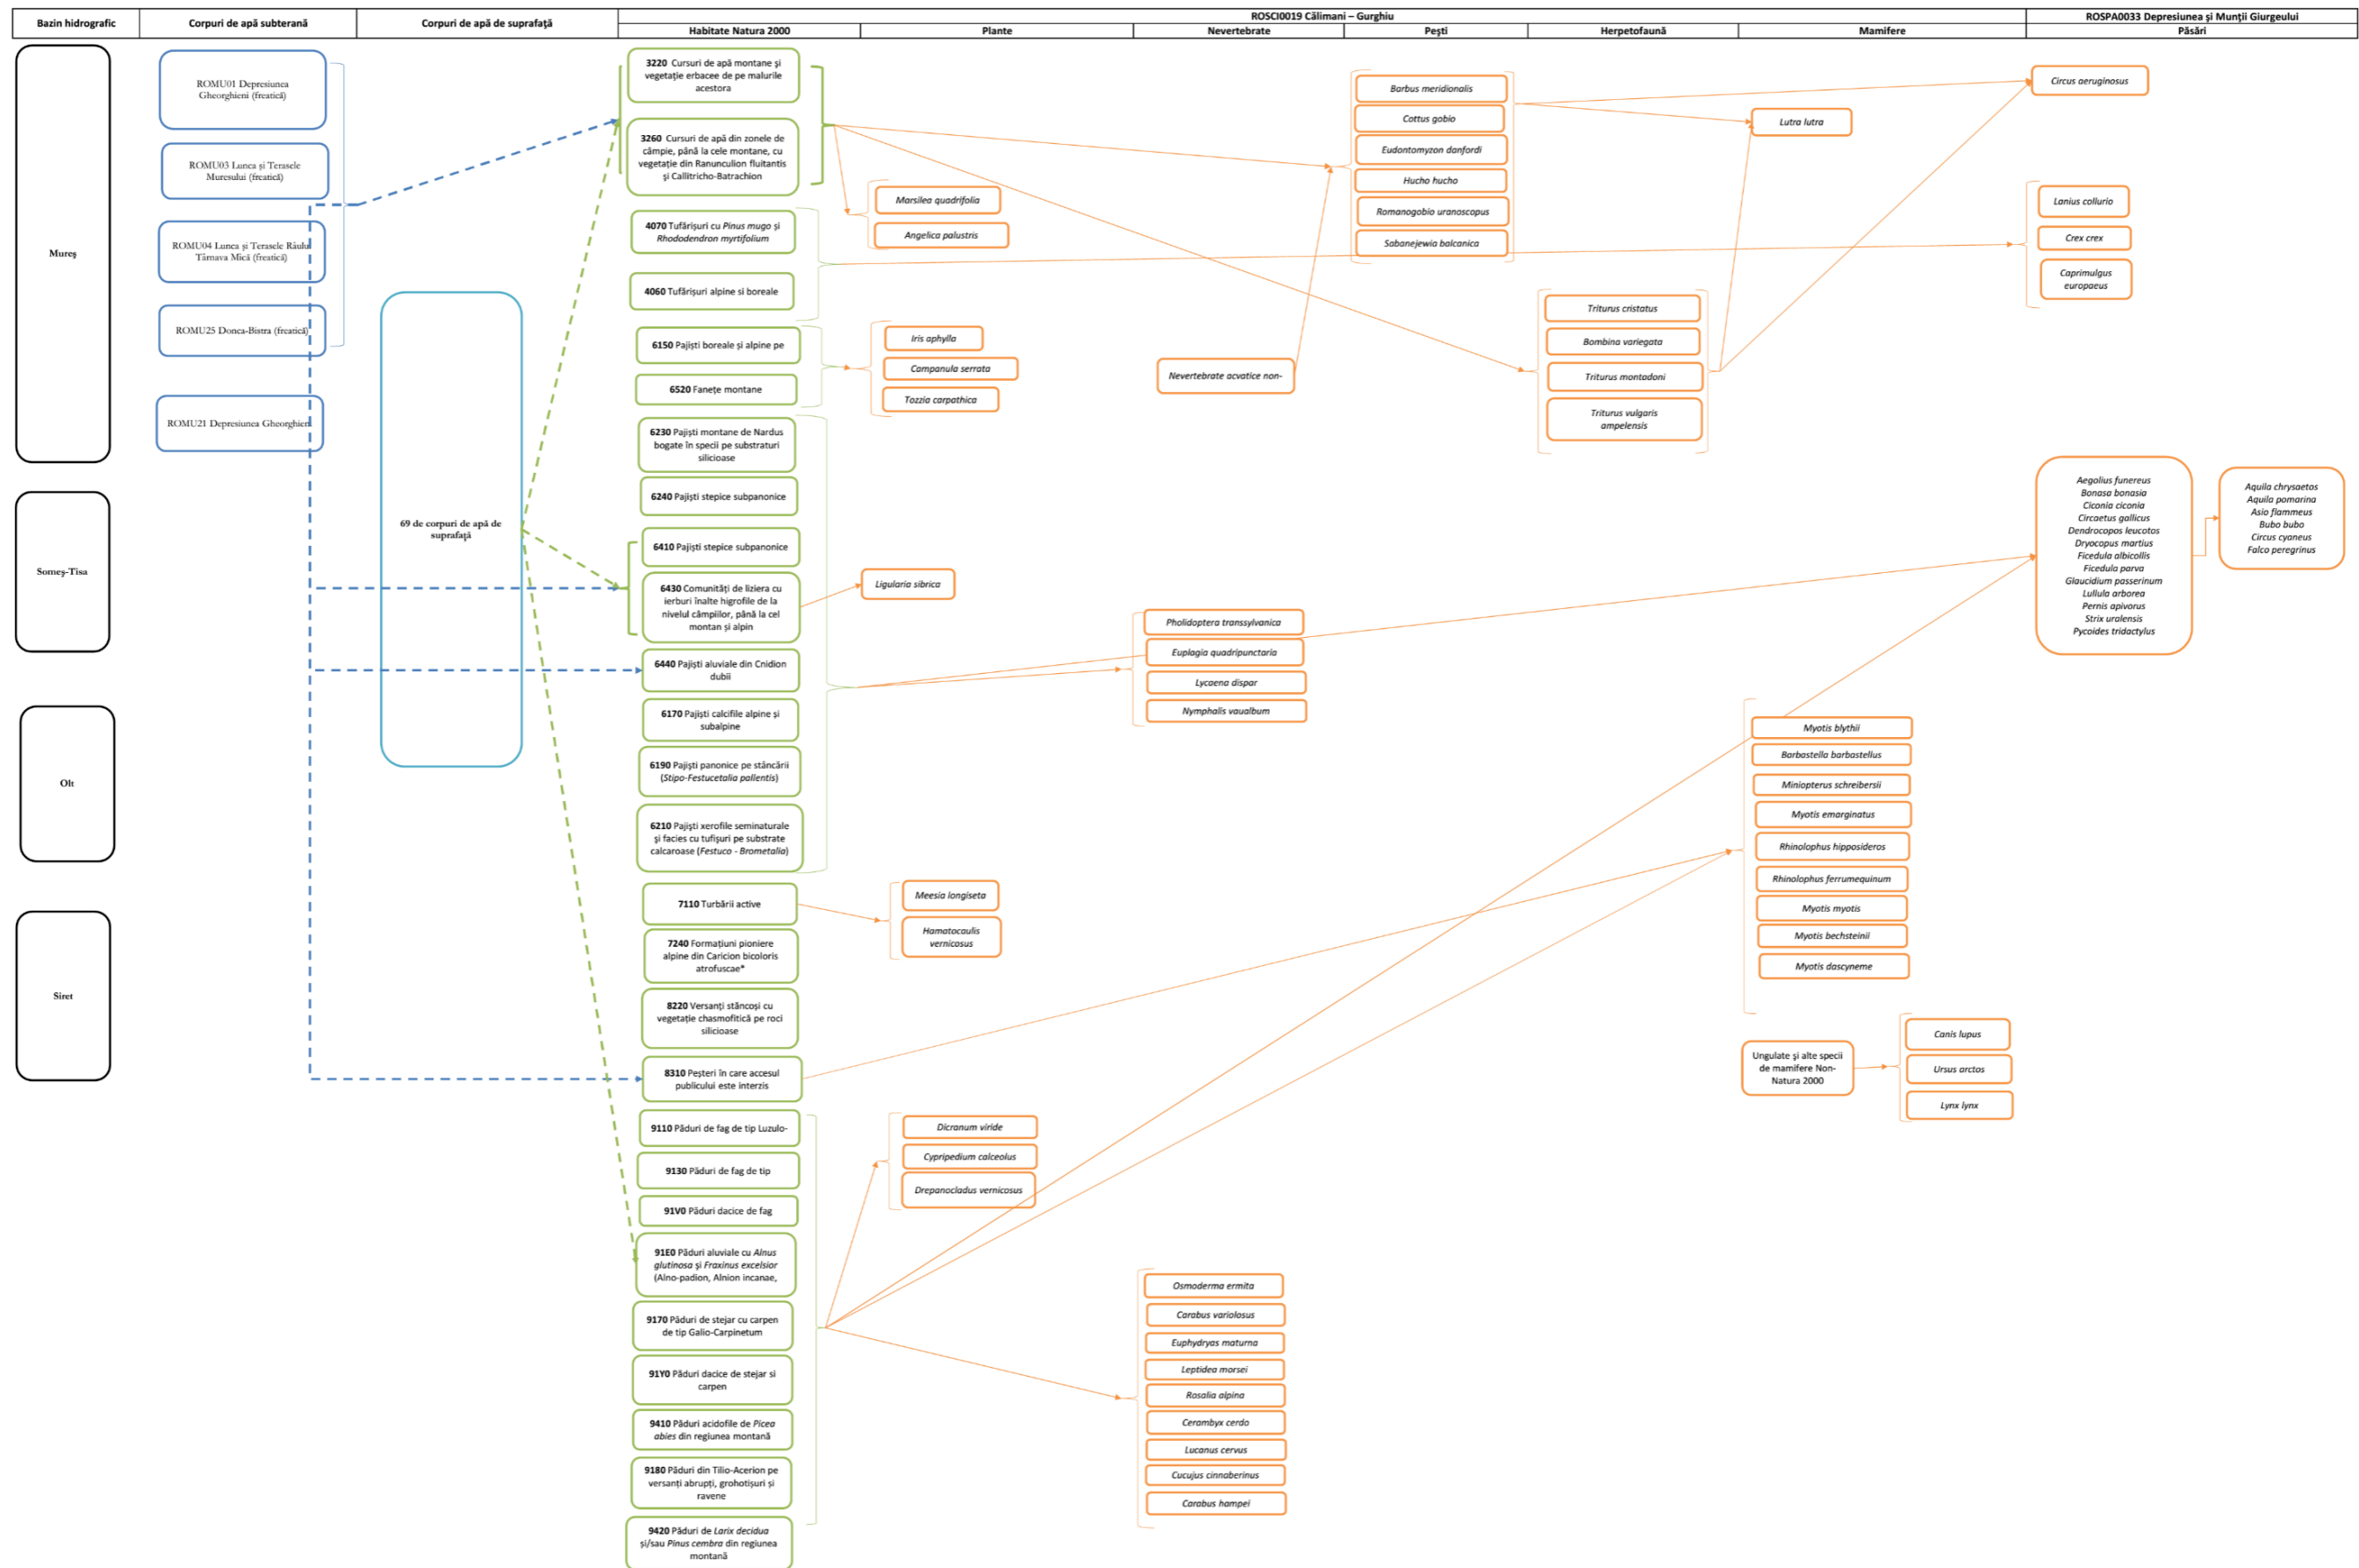 Bazin hidrografic
Corpuri de apă subterană
Corpuri de apă de suprafață
ROSCI0019 Călimani – Gurghiu
ROSPA0033 Depresiunea și Munții Giurgeului
Habitate Natura 2000
Plante
Nevertebrate
Pești
Herpetofaună
Mamifere
Păsări
Mureș
Someș-Tisa
Olt
Siret
ROMU01 Depresiunea
Gheorghieni (freatică)
ROMU03 Lunca și Terasele
Muresului (freatică)
ROMU04 Lunca și Terasele Râului
Târnava Mică (freatică)
ROMU25 Donca-Bistra (freatică)
ROMU21 Depresiunea Gheorghieni
69 de corpuri de apă de
suprafață
3220 Cursuri de apă montane și
vegetație erbacee de pe malurile
acestora
3260 Cursuri de apă din zonele de
câmpie, până la cele montane, cu
vegetație din Ranunculion fluitantis
și Callitricho-Batrachion
4070 Tufărișuri cu Pinus mugo și
Rhododendron myrtifolium
4060 Tufărișuri alpine si boreale
6150 Pajiști boreale și alpine pe
6520 Fanețe montane
6230 Pajiști montane de Nardus
bogate în specii pe substraturi
silicioase
6240 Pajiști stepice subpanonice
6410 Pajiști stepice subpanonice
6430 Comunități de liziera cu
ierburi înalte higrofile de la
nivelul câmpiilor, până la cel
montan și alpin
6440 Pajiști aluviale din Cnidion
dubii
6170 Pajiști calcifile alpine și
subalpine
6190 Pajiști panonice pe stâncării
(Stipo-Festucetalia pallentis)
6210 Pajiști xerofile seminaturale
și facies cu tufișuri pe substrate
calcaroase (Festuco - Brometalia)
7110 Turbării active
7240 Formațiuni pioniere
alpine din Caricion bicoloris
atrofuscae*
8220 Versanți stâncoși cu
vegetație chasmofitică pe roci
silicioase
8310 Peșteri în care accesul
publicului este interzis
9110 Păduri de fag de tip Luzulo-
9130 Păduri de fag de tip
91V0 Păduri dacice de fag
91E0 Păduri aluviale cu Alnus
glutinosa și Fraxinus excelsior
(Alno-padion, Alnion incanae,
9170 Păduri de stejar cu carpen
de tip Galio-Carpinetum
91Y0 Păduri dacice de stejar si
carpen
9410 Păduri acidofile de Picea
abies din regiunea montană
9180 Păduri din Tilio-Acerion pe
versanți abrupți, grohotișuri și
ravene
9420 Păduri de Larix decidua
și/sau Pinus cembra din regiunea
montană
Marsilea quadrifolia
Angelica palustris
Iris aphylla
Campanula serrata
Tozzia carpathica
Ligularia sibrica
Meesia longiseta
Hamatocaulis
vernicosus
Dicranum viride
Cypripedium calceolus
Drepanocladus vernicosus
Nevertebrate acvatice non-
Pholidoptera transsylvanica
Euplagia quadripunctaria
Lycaena dispar
Nymphalis vaualbum
Osmoderma ermita
Carabus variolosus
Euphydryas maturna
Leptidea morsei
Rosalia alpina
Cerambyx cerdo
Lucanus cervus
Cucujus cinnaberinus
Carabus hampei
Barbus meridionalis
Cottus gobio
Eudontomyzon danfordi
Hucho hucho
Romanogobio uranoscopus
Sabanejewia balcanica
Triturus cristatus
Bombina variegata
Triturus montadoni
Triturus vulgaris
ampelensis
Lutra lutra
Myotis blythii
Barbastella barbastellus
Miniopterus schreibersii
Myotis emarginatus
Rhinolophus hipposideros
Rhinolophus ferrumequinum
Myotis myotis
Myotis bechsteinii
Myotis dascyneme
Ungulate și alte specii
de mamifere Non-
Natura 2000
Canis lupus
Ursus arctos
Lynx lynx
Circus aeruginosus
Lanius collurio
Crex crex
Caprimulgus
europaeus
Aegolius funereus
Bonasa bonasia
Ciconia ciconia
Circaetus gallicus
Dendrocopos leucotos
Dryocopus martius
Ficedula albicollis
Ficedula parva
Glaucidium passerinum
Lullula arborea
Pernis apivorus
Strix uralensis
Pycoides tridactylus
Aquila chrysaetos
Aquila pomarina
Asio flammeus
Bubo bubo
Circus cyaneus
Falco peregrinus